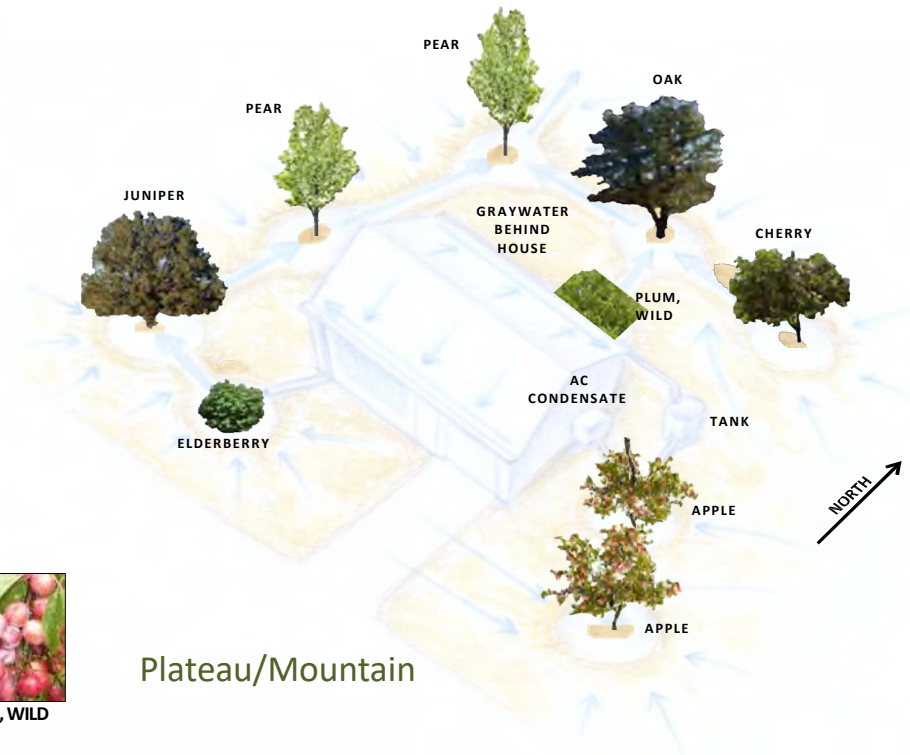 PEAR
OAK
PEAR
JUNIPER
GRAYWATER
BEHIND
HOUSE
CHERRY
PLUM,
WILD
AC
CONDENSATE
TANK
ELDERBERRY
NORTH
APPLE
APPLE
Plateau/Mountain
, WILD